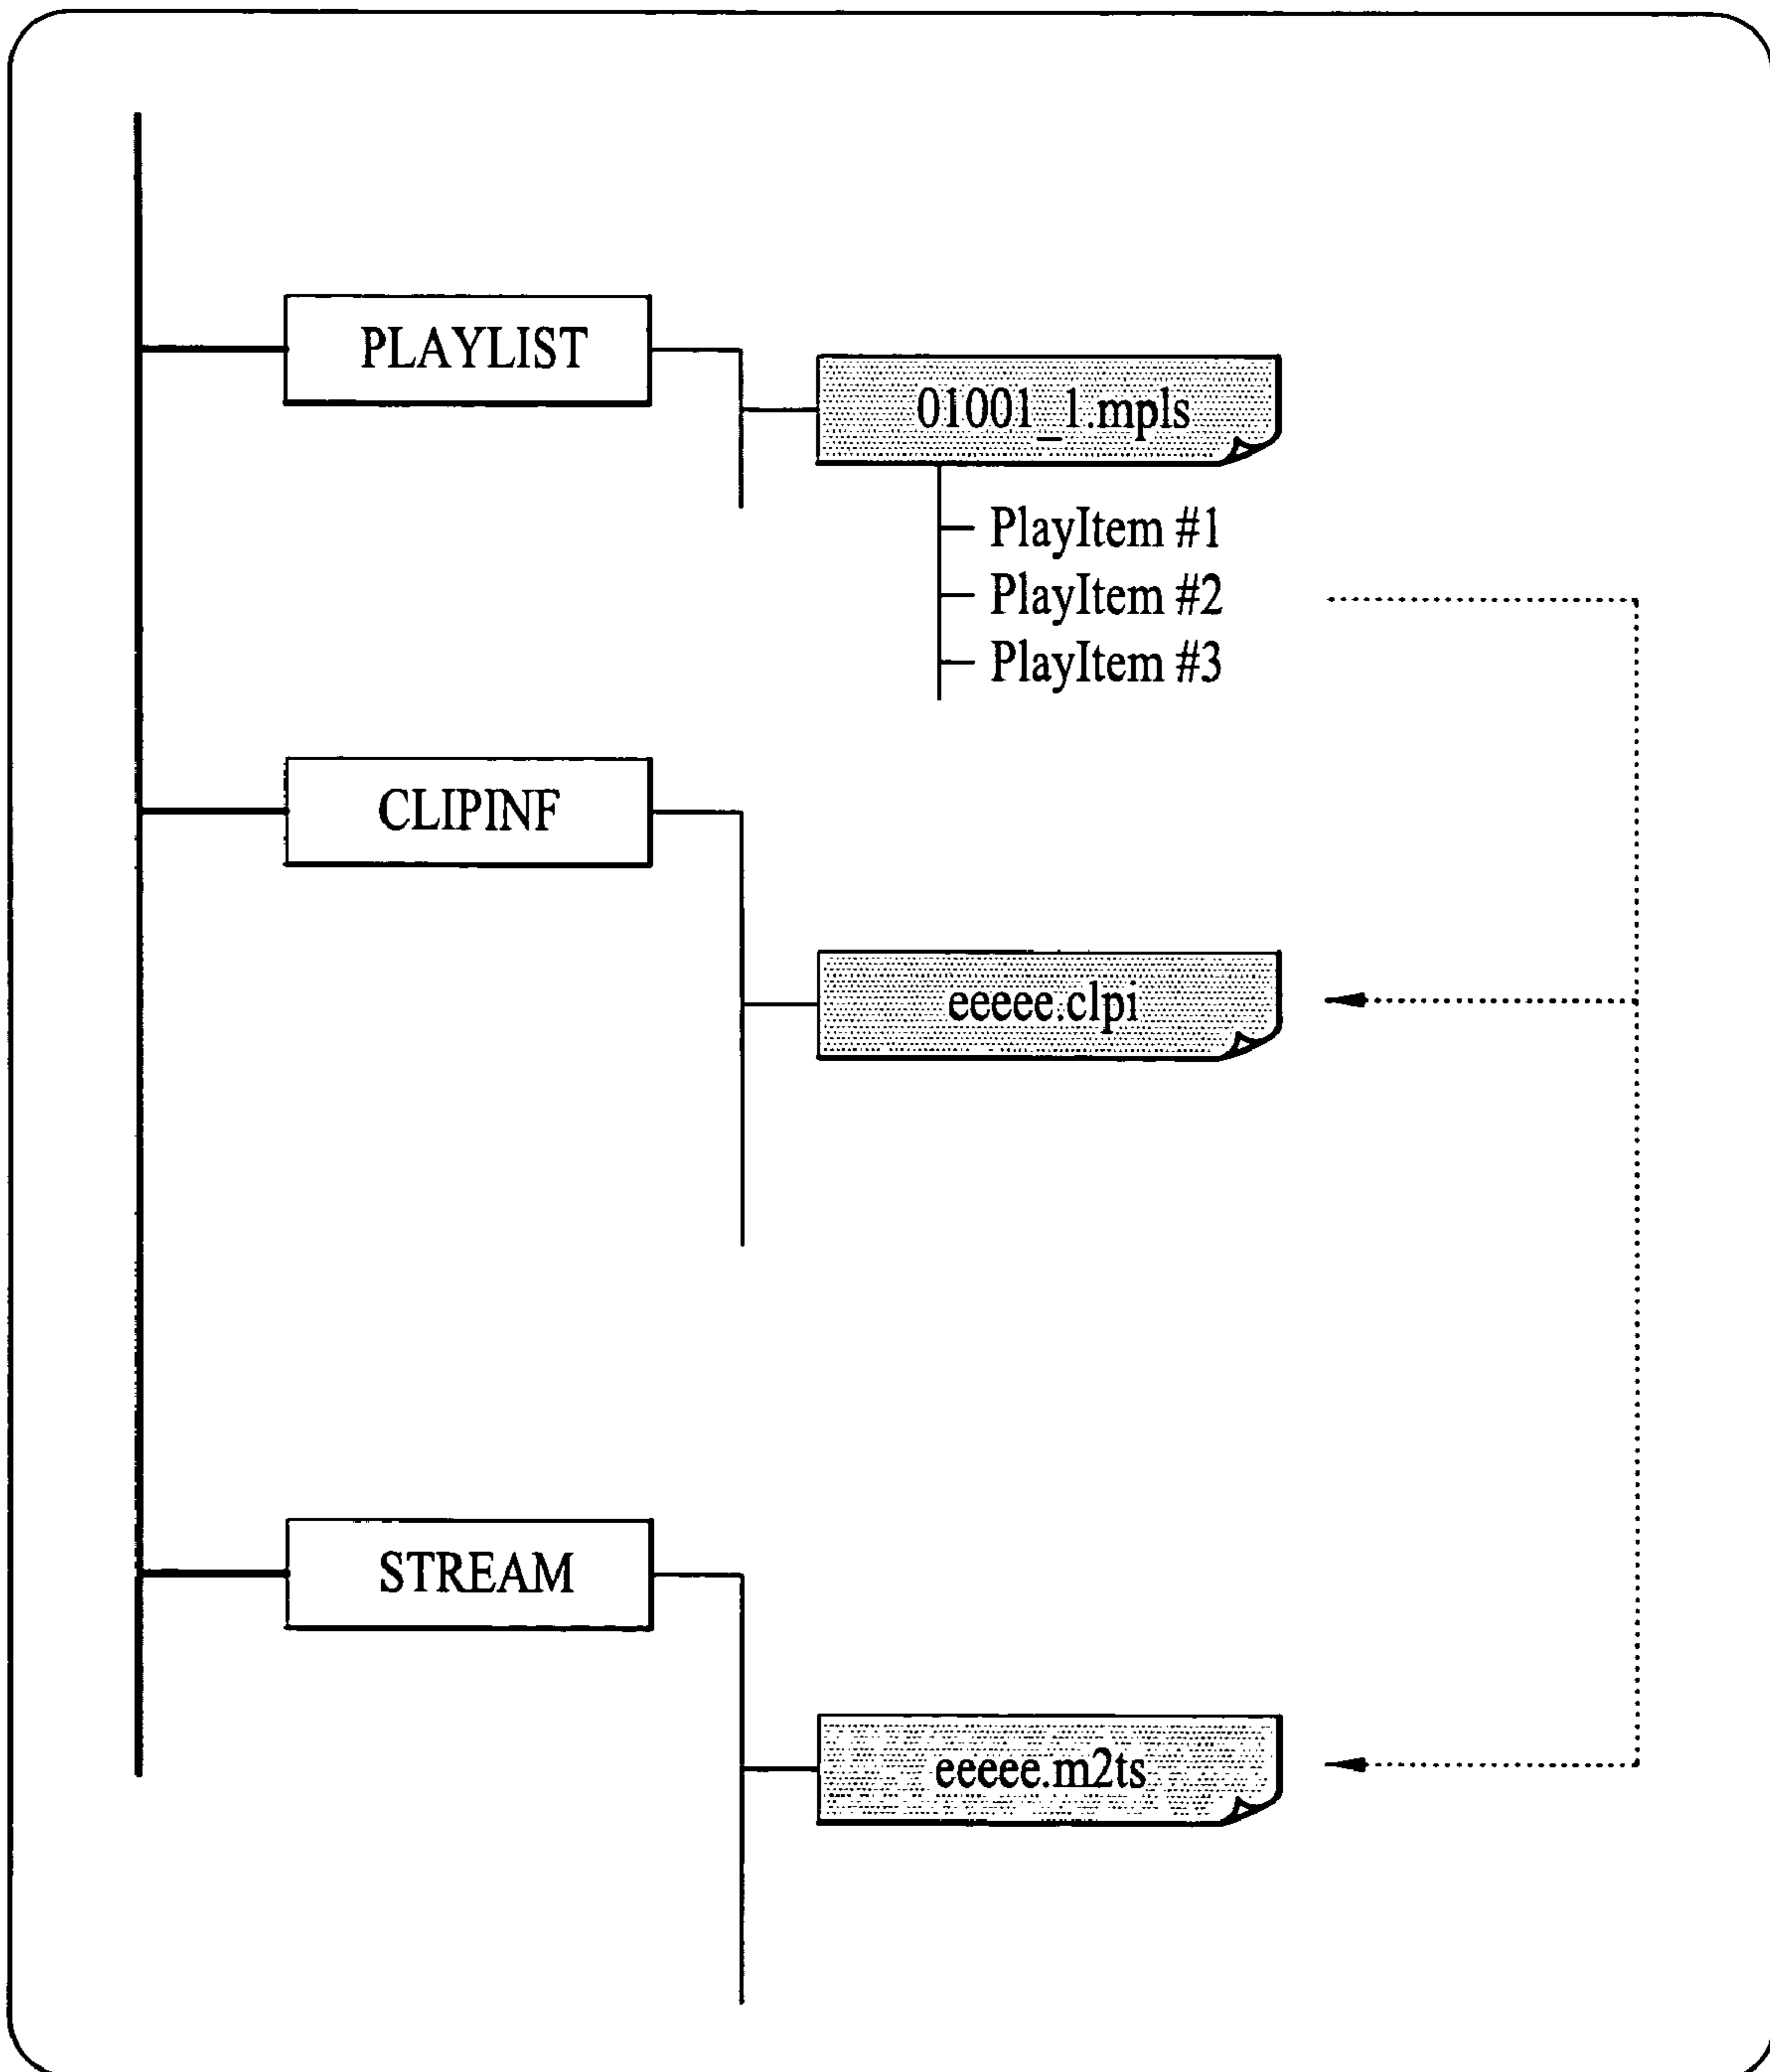 PLAYLIST
01001_1.mpls
PlayItem #1
PlayItem #2
PlayItem #3
CLIPINF
eeeee.clpi
STREAM
eeeee.m2ts